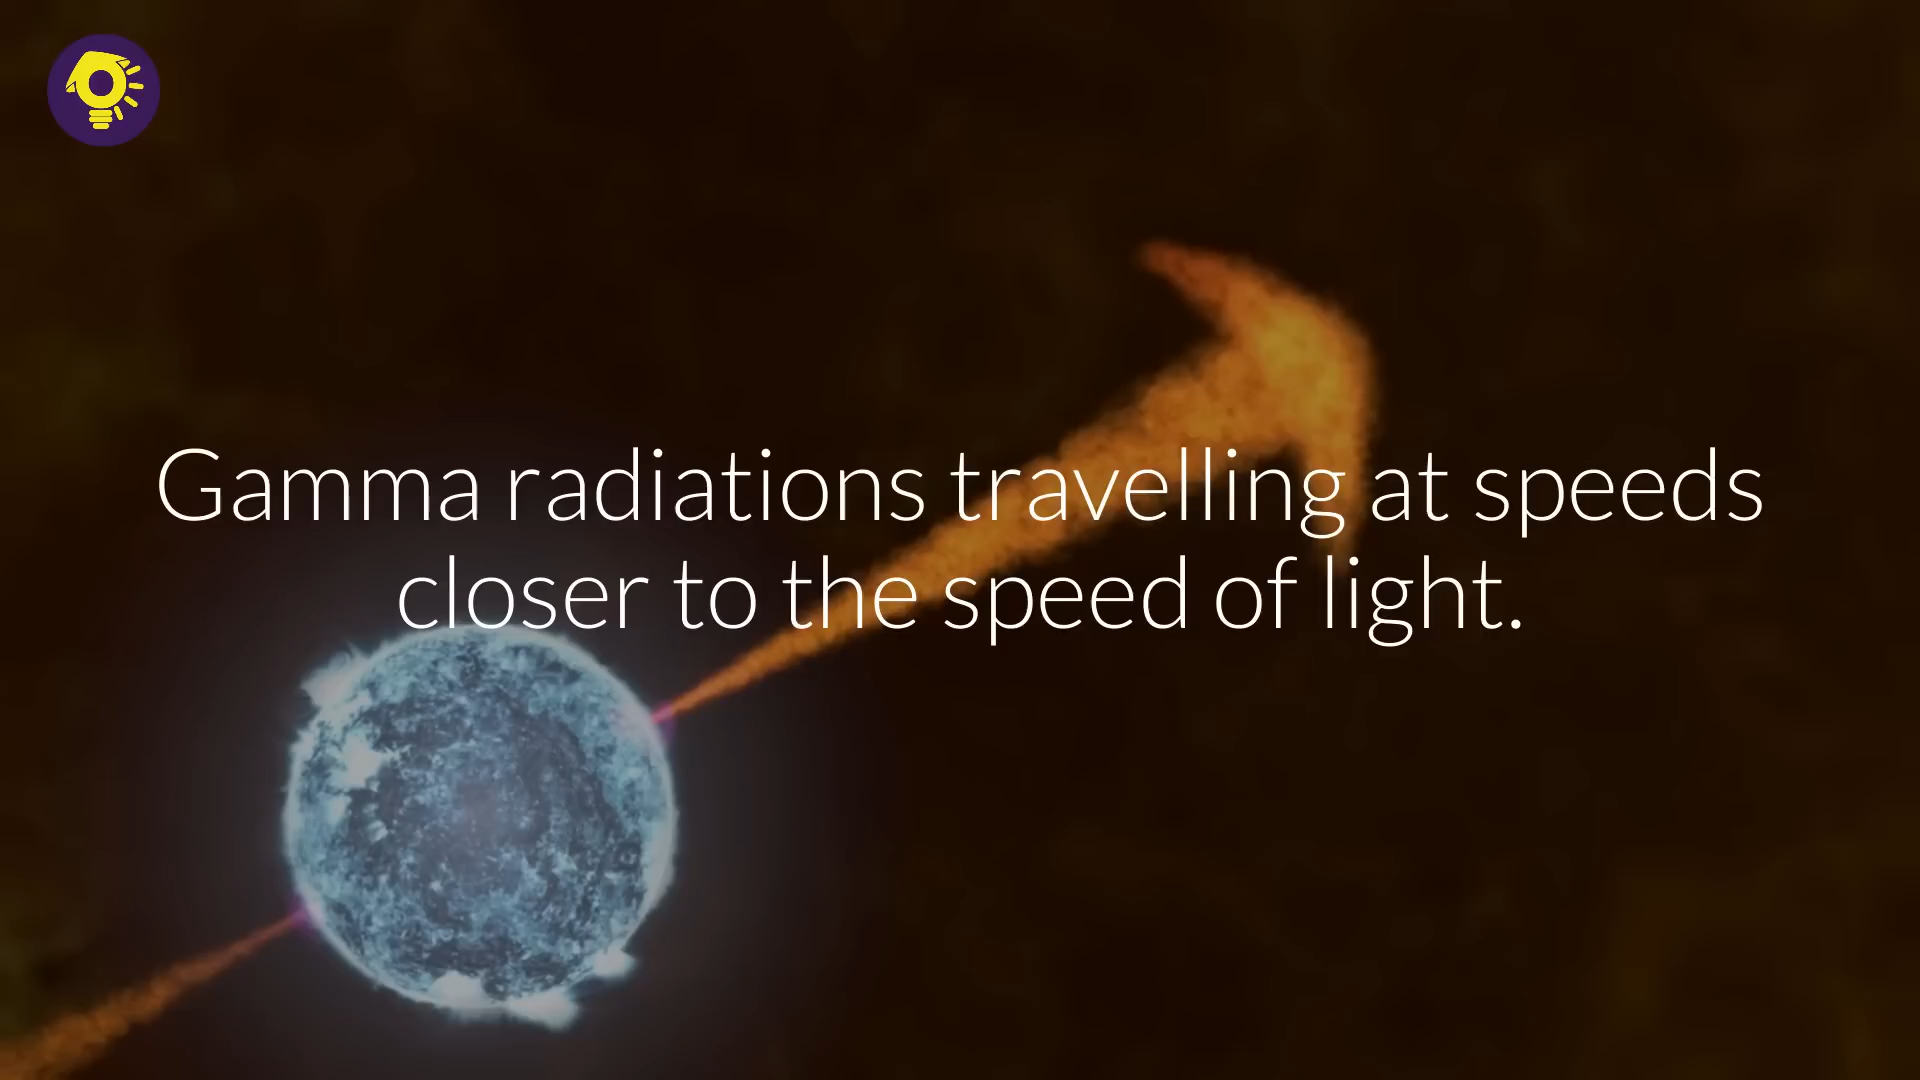 Gamma radiations travelling at speeds
closer to the speed of light.